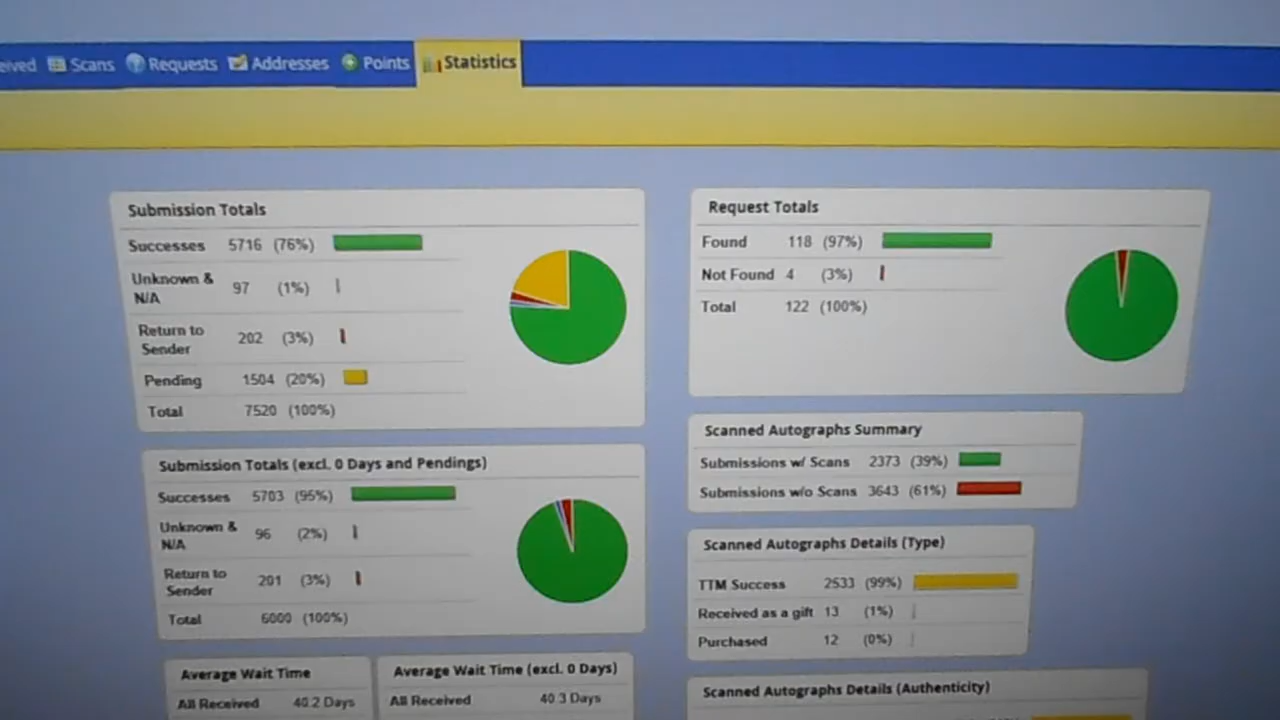 eived Scans Requests Addresses Points Statistics
Submission Totals
Successes 5716 (76%)
Unknown &
N/A 97 (1%)
Return to
Sender 202 (3%)
Pending 1504 (20%)
Total 7520 (100%)
Submission Totals (excl. 0 Days and Pendings)
Successes 5703 (95%)
Unknown &
N/A 96 (2%)
Return to
Sender 201 (3%)
Total 6000 (100%)
Average Wait Time
All Received 40.2 Days
Average Wait Time (excl. 0 Days)
All Received 40.3 Days
Request Totals
Found 118 (97%)
Not Found 4 (3%)
Total 122 (100%)
Scanned Autographs Summary
Submissions w/ Scans 2373 (39%)
Submissions w/o Scans 3643 (61%)
Scanned Autographs Details (Type)
TTM Success 2533 (99%)
Received as a gift 13 (1%)
Purchased 12 (0%)
Scanned Autographs Details (Authenticity)